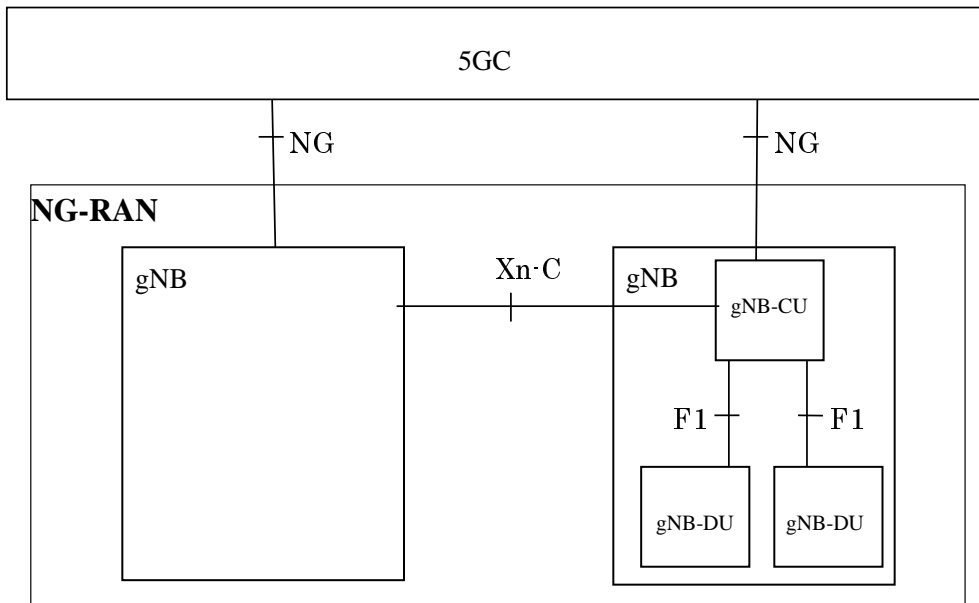 5GC
NG
NG
NG-RAN
gNB
Xn-C
gNB
gNB-CU
F1
F1
gNB-DU
gNB-DU